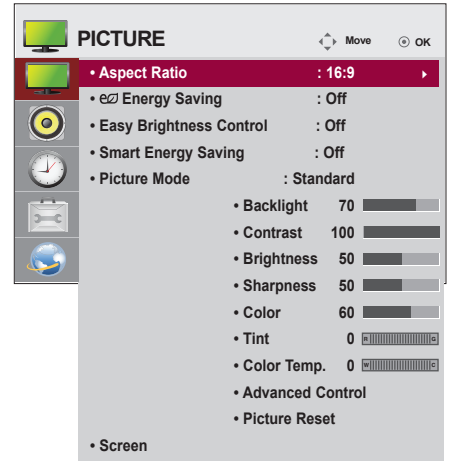 PICTURE Move OK
• Aspect Ratio : 16:9
• e Energy Saving : Off
• Easy Brightness Control : Off
• Smart Energy Saving : Off
• Picture Mode : Standard
• Backlight 70
• Contrast 100
• Brightness 50
• Sharpness 50
• Color 60
• Tint 0 R G
• Color Temp. 0 W C
• Advanced Control
• Picture Reset
• Screen